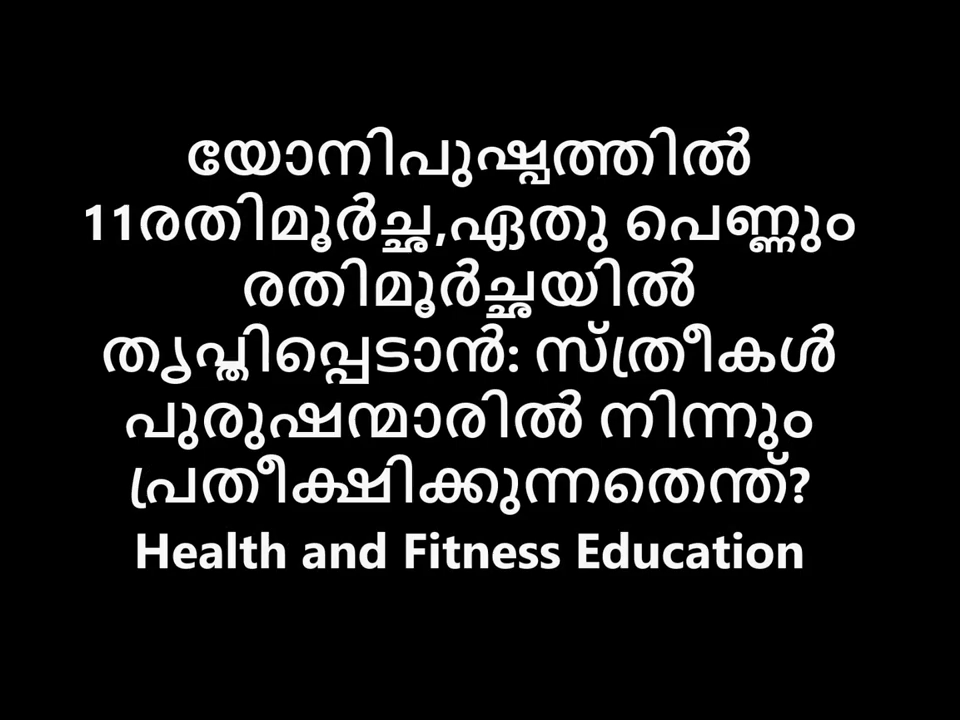 യോനിപുഷ്പത്തിൽ
11രതിമൂർച്ഛ,ഏതു പെണ്ണും
രതിമൂർച്ഛയിൽ
തൃപ്തിപ്പെടാൻ: സ്ത്രീകൾ
പുരുഷന്മാരിൽ നിന്നും
പ്രതീക്ഷിക്കുന്നതെന്ത്?
Health and Fitness Education